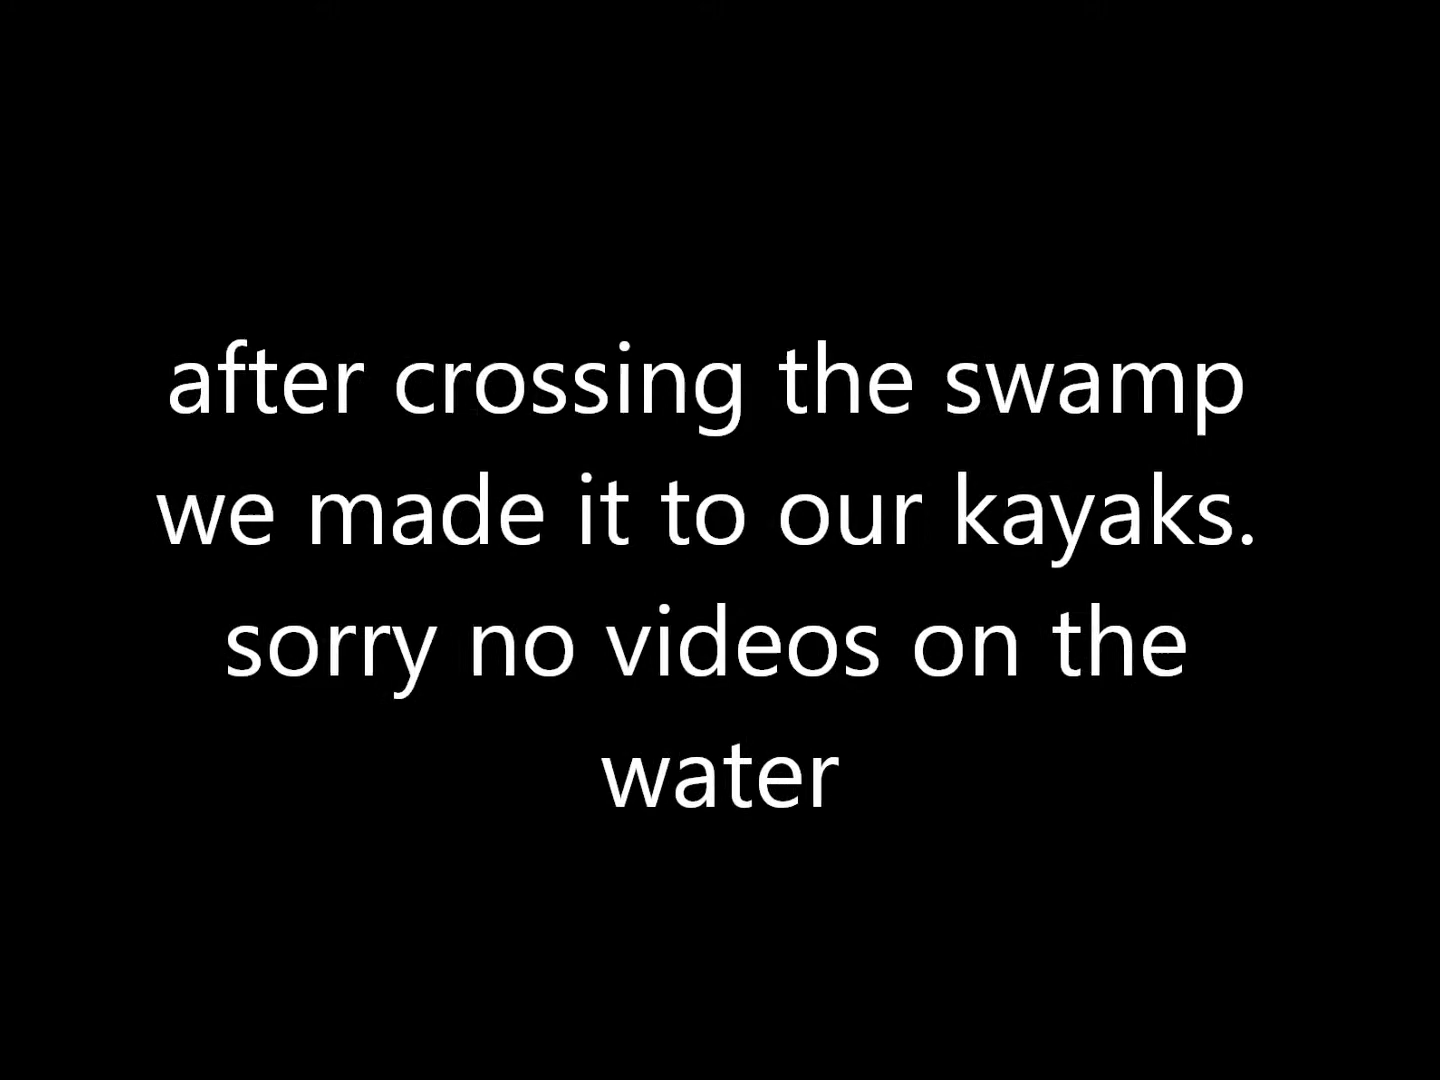 after crossing the swamp
we made it to our kayaks.
sorry no videos on the
water